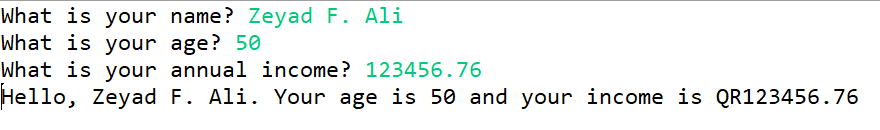 What is your name? Zeyad F. Ali
What is your age? 50
What is your annual income? 123456.76
Hello, Zeyad F. Ali. Your age is 50 and your income is QR123456.76